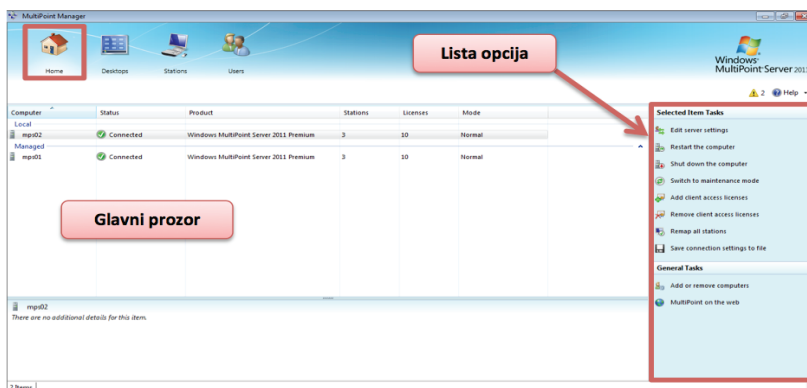 MultiPoint Manager
Home
Desktops
Stations
Users
Lista opcija
Windows
MultiPoint Server 2011
2 Help
Computer Status Product Stations Licenses Mode
Local
mps02 Connected Windows MultiPoint Server 2011 Premium 3 10 Normal
Managed
mps01 Connected Windows MultiPoint Server 2011 Premium 3 10 Normal
Glavni prozor
Selected Item Tasks
Edit server settings
Restart the computer
Shut down the computer
Switch to maintenance mode
Add client access licenses
Remove client access licenses
Remap all stations
Save connection settings to file
General Tasks
Add or remove computers
MultiPoint on the web
mps02
There are no additional details for this item.
2 Items